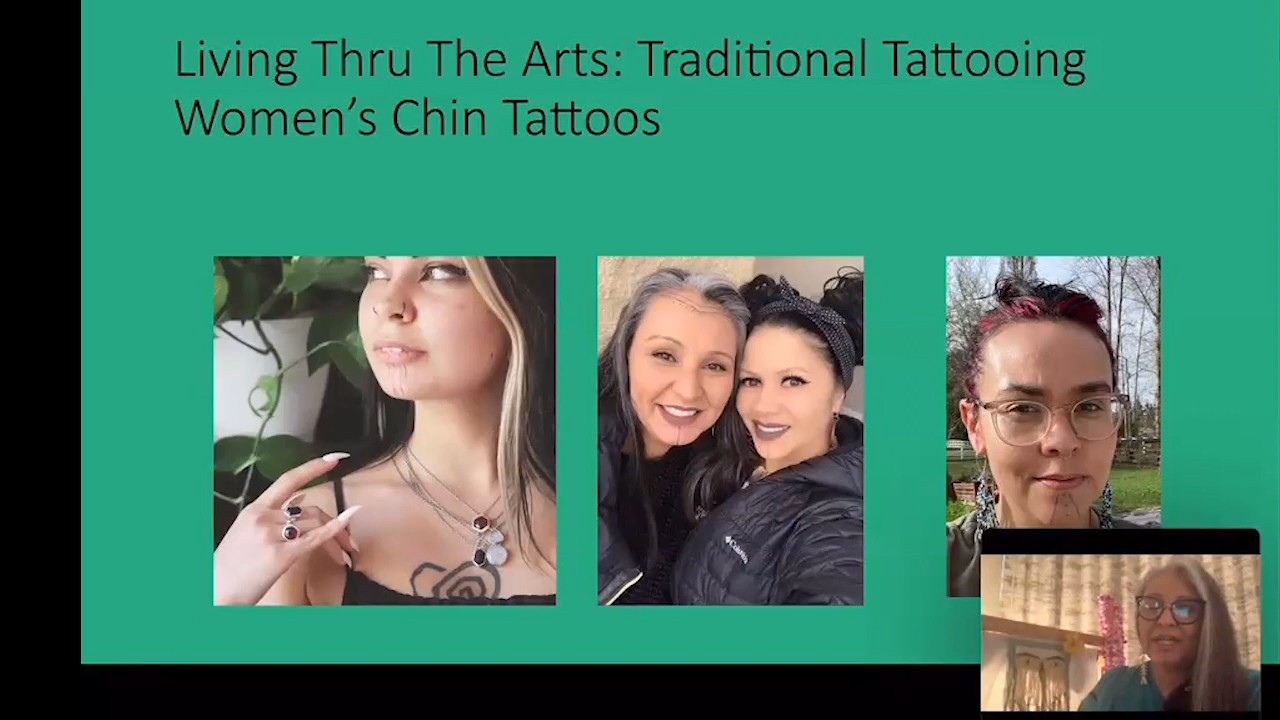 Living Thru The Arts: Traditional Tattooing
Women's Chin Tattoos
Columbia